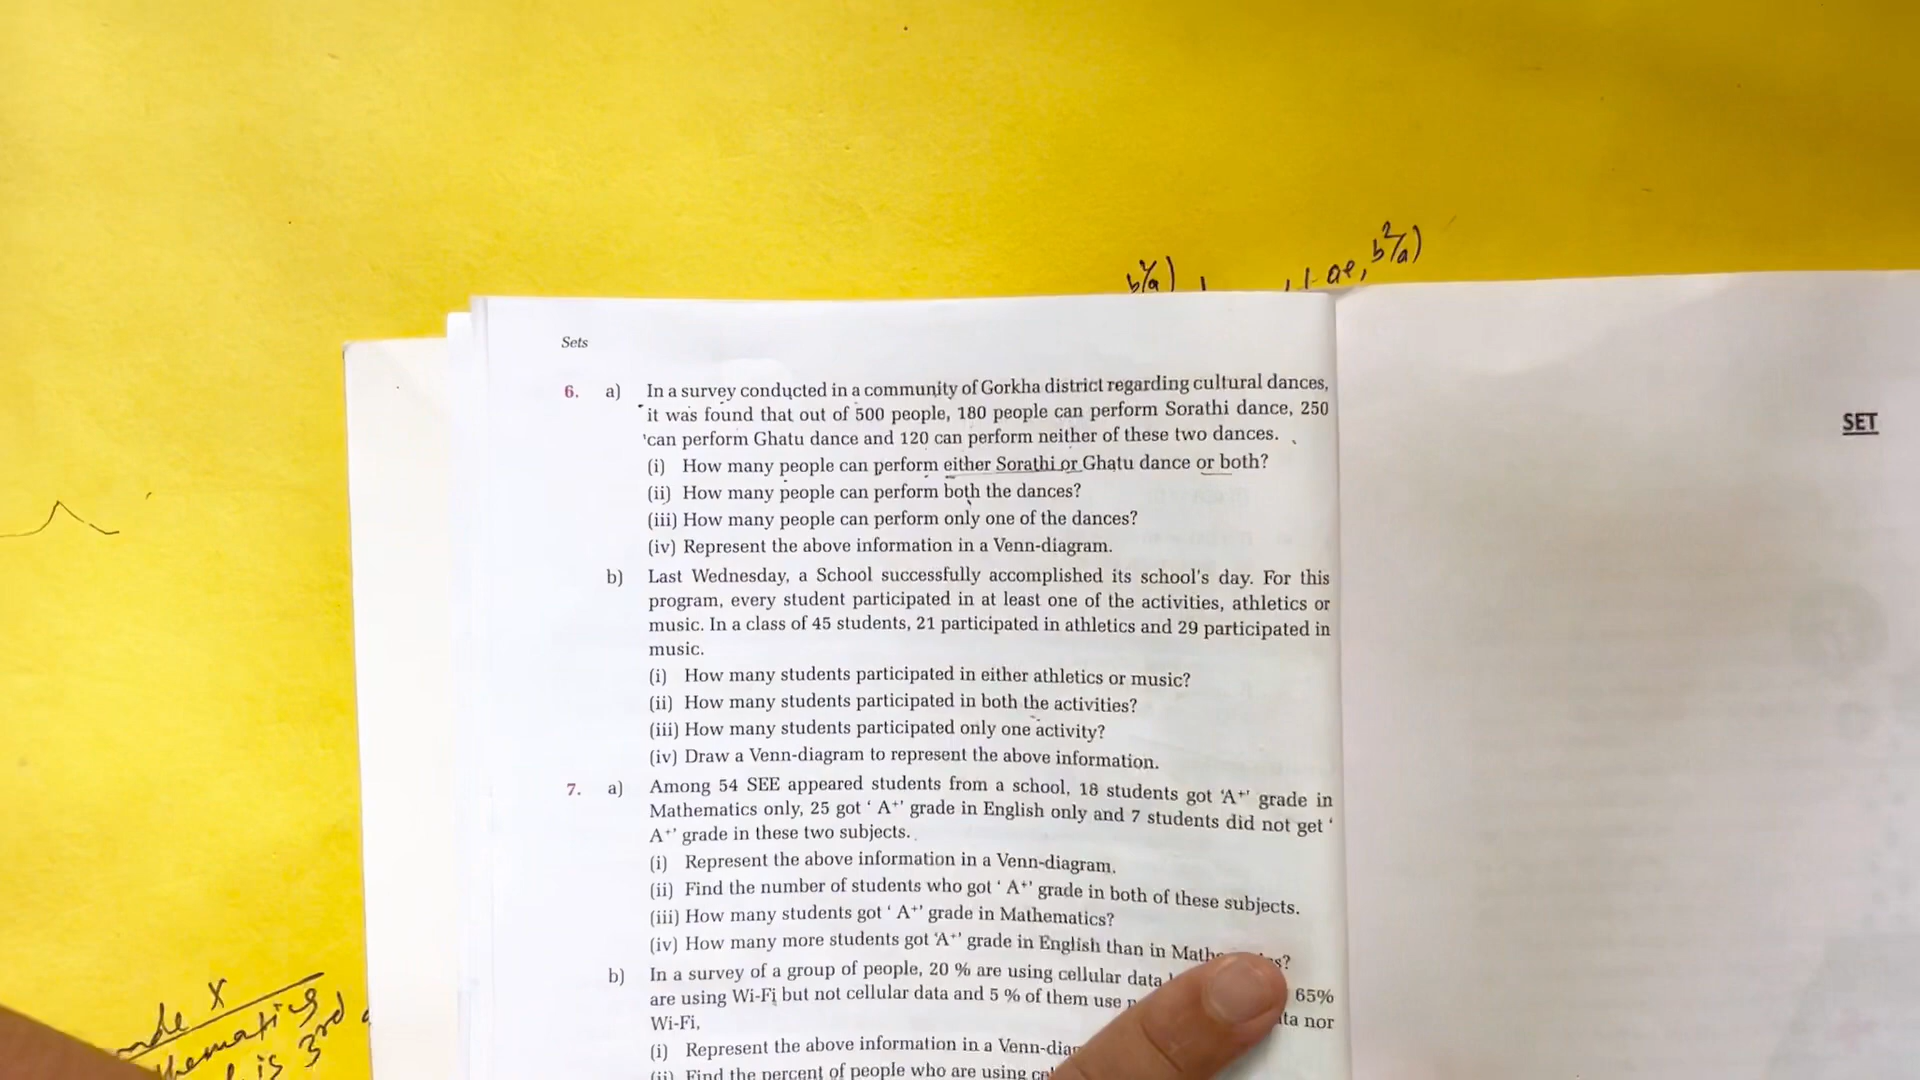 b²/a)
(-ae, b²/a)
Sets
SET
6. a) In a survey conducted in a community of Gorkha district regarding cultural dances,
it was found that out of 500 people, 180 people can perform Sorathi dance, 250
can perform Ghatu dance and 120 can perform neither of these two dances.
(i) How many people can perform either Sorathi or Ghatu dance or both?
(ii) How many people can perform both the dances?
(iii) How many people can perform only one of the dances?
(iv) Represent the above information in a Venn-diagram.
b) Last Wednesday, a School successfully accomplished its school's day. For this
program, every student participated in at least one of the activities, athletics or
music. In a class of 45 students, 21 participated in athletics and 29 participated in
music.
(i) How many students participated in either athletics or music?
(ii) How many students participated in both the activities?
(iii) How many students participated only one activity?
(iv) Draw a Venn-diagram to represent the above information.
7. a) Among 54 SEE appeared students from a school, 18 students got 'A⁺' grade in
Mathematics only, 25 got ' A⁺' grade in English only and 7 students did not get '
A⁺' grade in these two subjects.
(i) Represent the above information in a Venn-diagram.
(ii) Find the number of students who got ' A⁺' grade in both of these subjects.
(iii) How many students got ' A⁺' grade in Mathematics?
(iv) How many more students got 'A⁺' grade in English than in
b) In a survey of a group of people, 20 % are using cellular data 65%
are using Wi-Fi but not cellular data and 5 % of them use nor
Wi-Fi,
(i) Represent the above information in a
(ii) Find the percent of people who are using
is 3rd